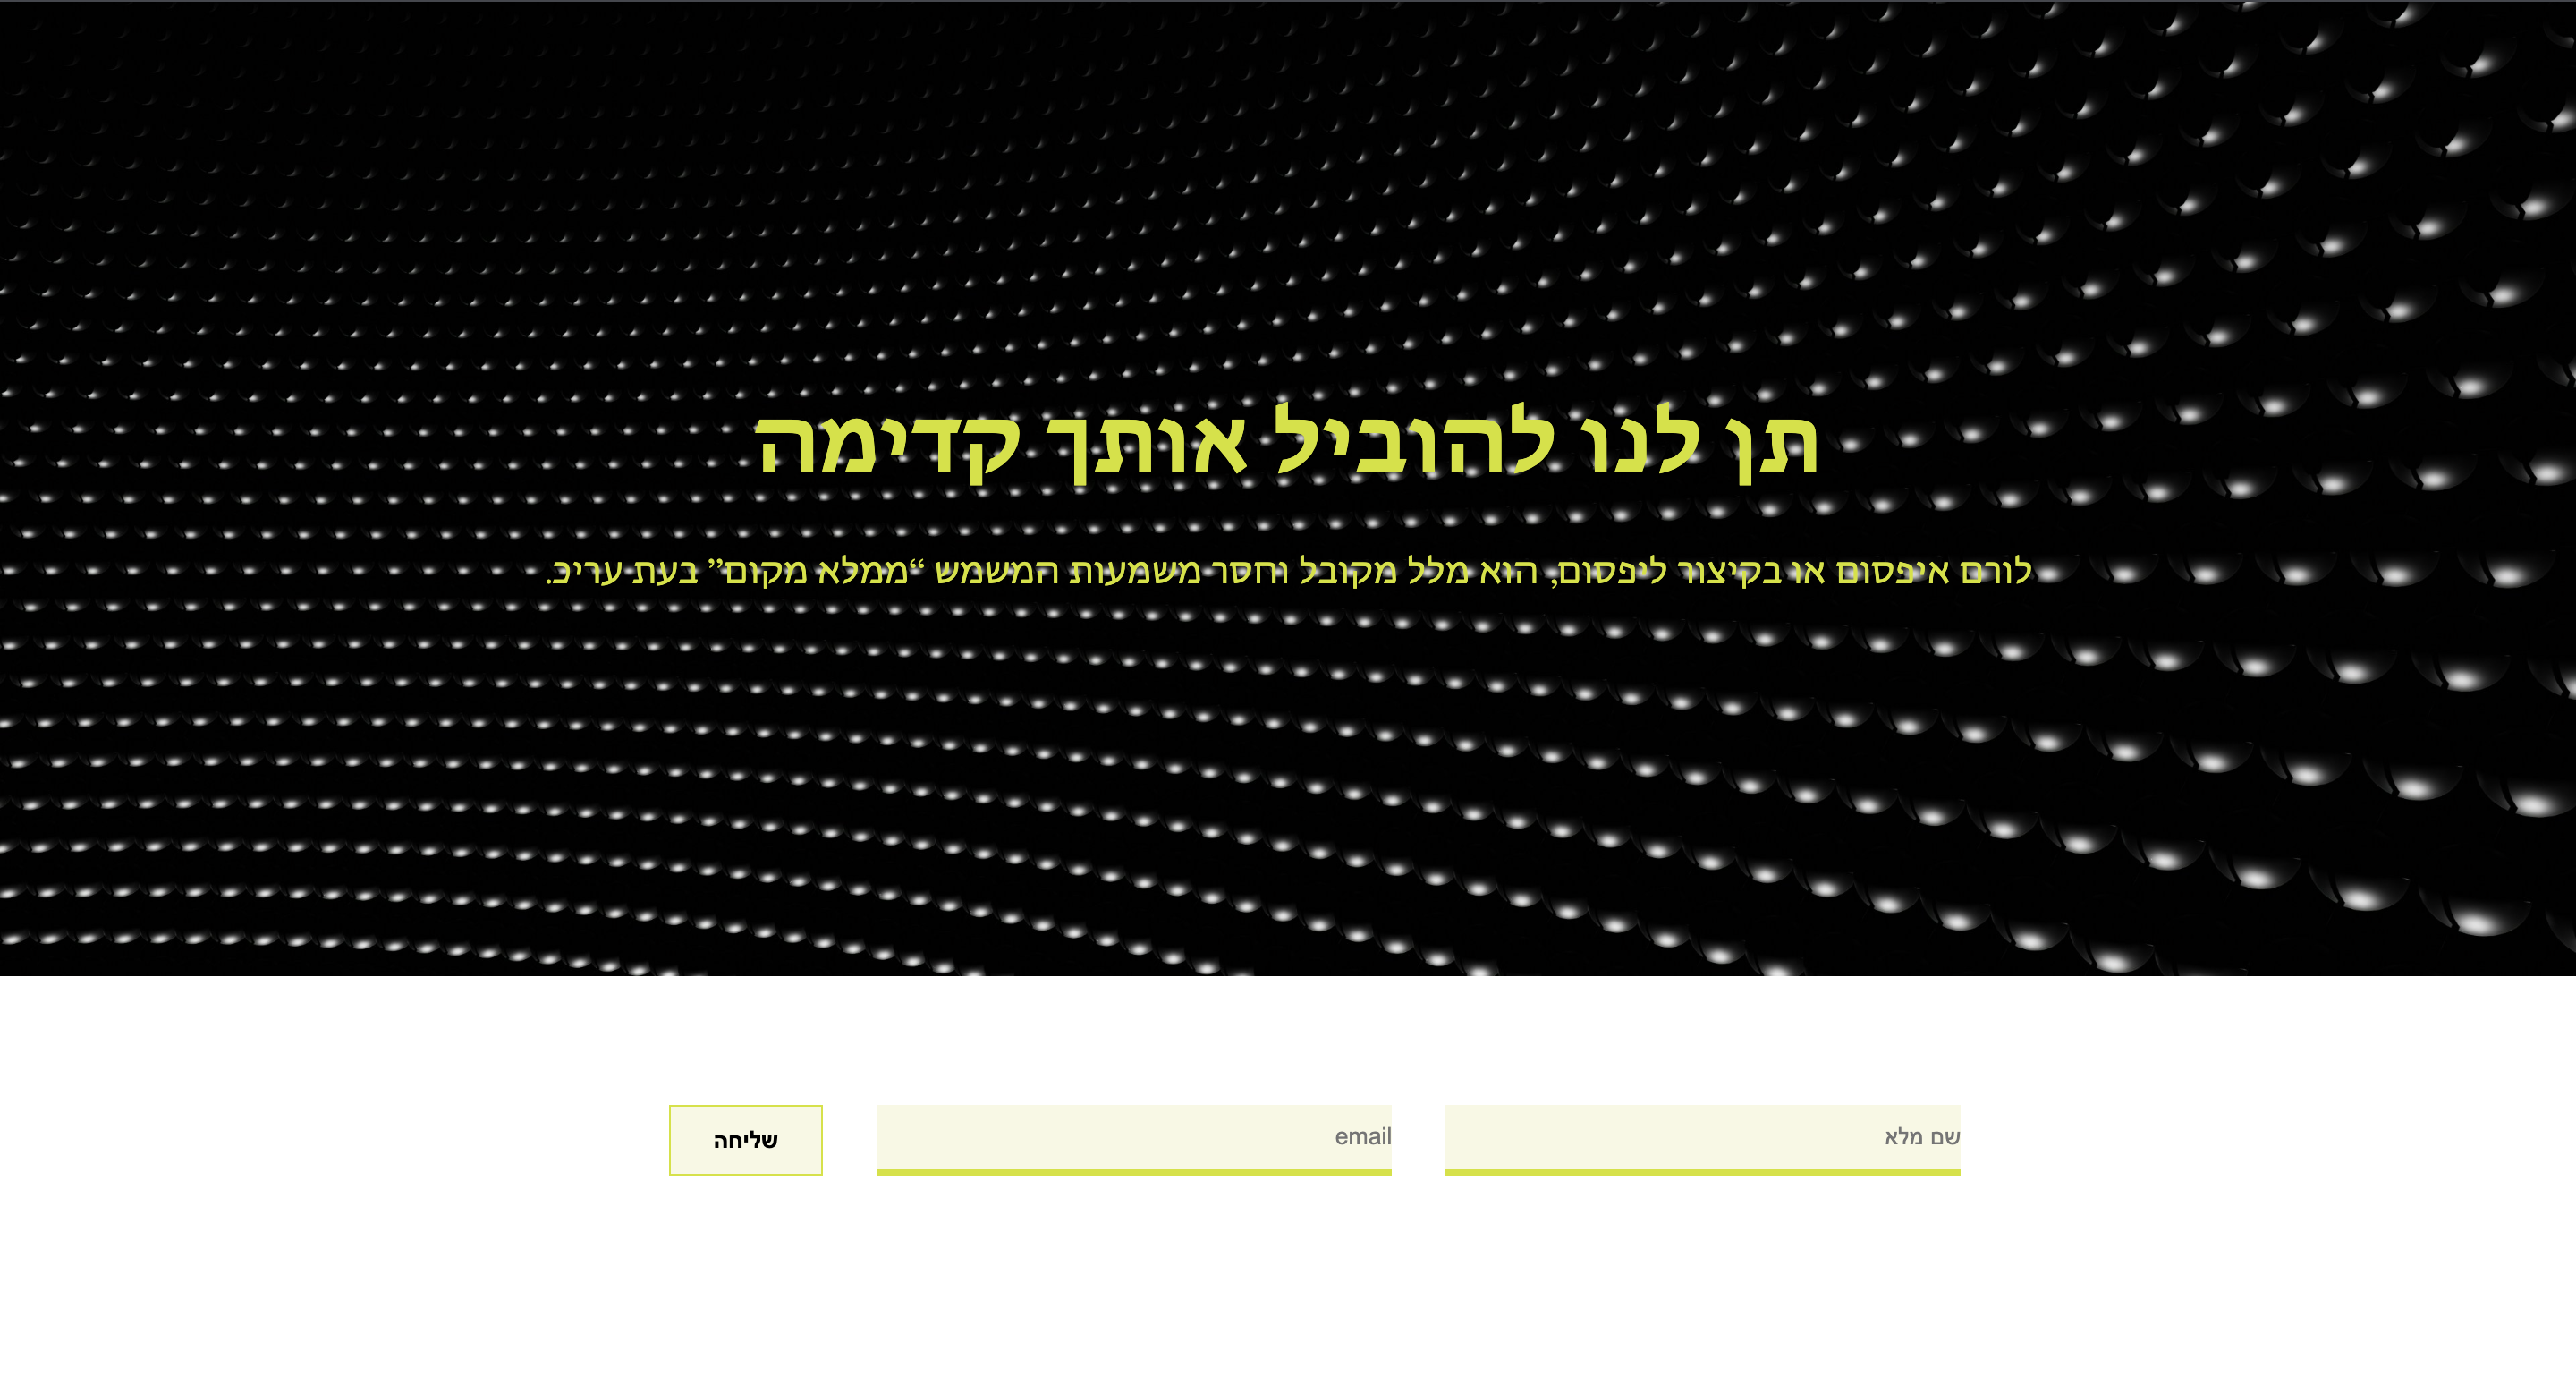 תן לנו להוביל אותך קדימה
לורם איפסום או בקיצור ליפסום, הוא מלל מקובל וחסר משמעות המשמש “ממלא מקום” בעת עריכ.
שם מלא
email
שליחה